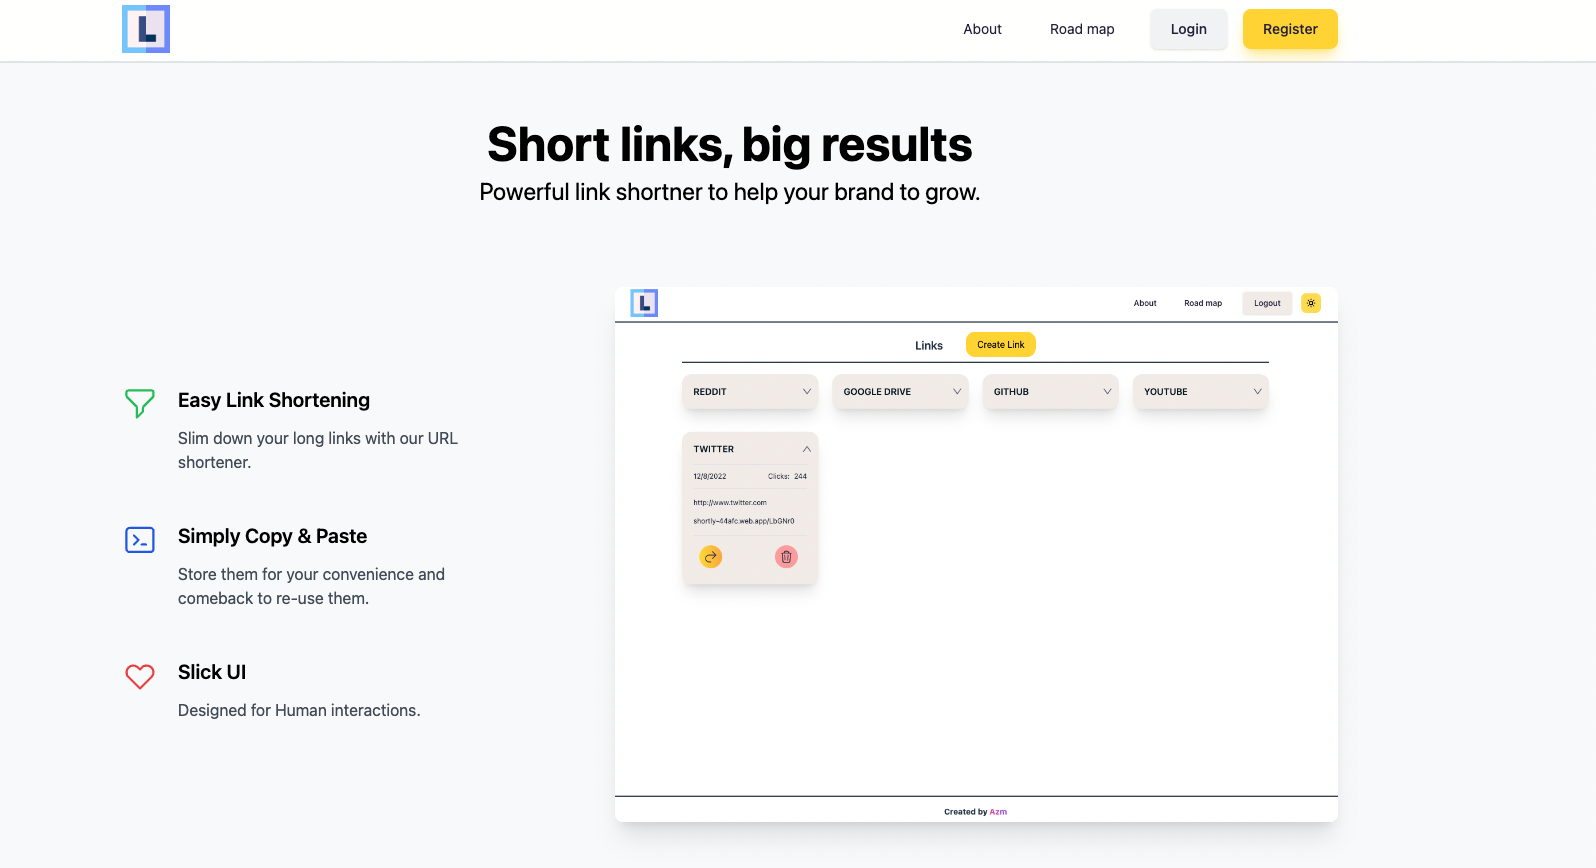 L
About
Road map
Login
Register
Short links, big results
Powerful link shortner to help your brand to grow.
Easy Link Shortening
Slim down your long links with our URL
shortener.
Simply Copy & Paste
Store them for your convenience and
comeback to re-use them.
Slick UI
Designed for Human interactions.
L
About
Road map
Logout
Links
Create Link
REDDIT
GOOGLE DRIVE
GITHUB
YOUTUBE
TWITTER
12/8/2022 Clicks: 244
http://www.twitter.com
shortly-44afc.web.app/LbGNr0
Created by Azm